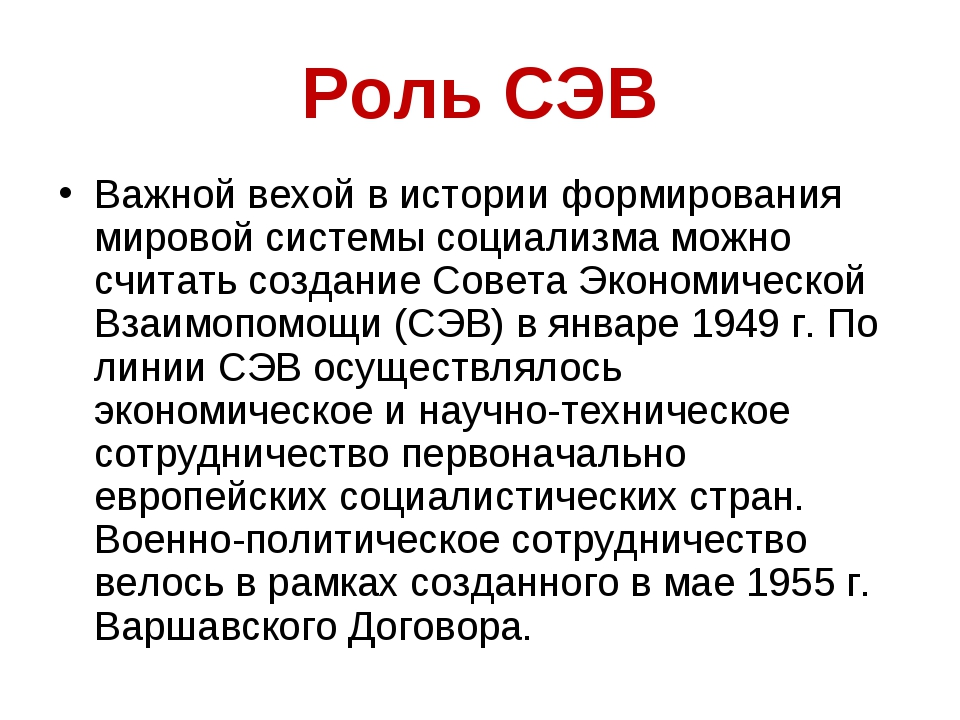 Роль СЭВ
• Важной вехой в истории формирования
мировой системы социализма можно
считать создание Совета Экономической
Взаимопомощи (СЭВ) в январе 1949 г. По
линии СЭВ осуществлялось
экономическое и научно-техническое
сотрудничество первоначально
европейских социалистических стран.
Военно-политическое сотрудничество
велось в рамках созданного в мае 1955 г.
Варшавского Договора.